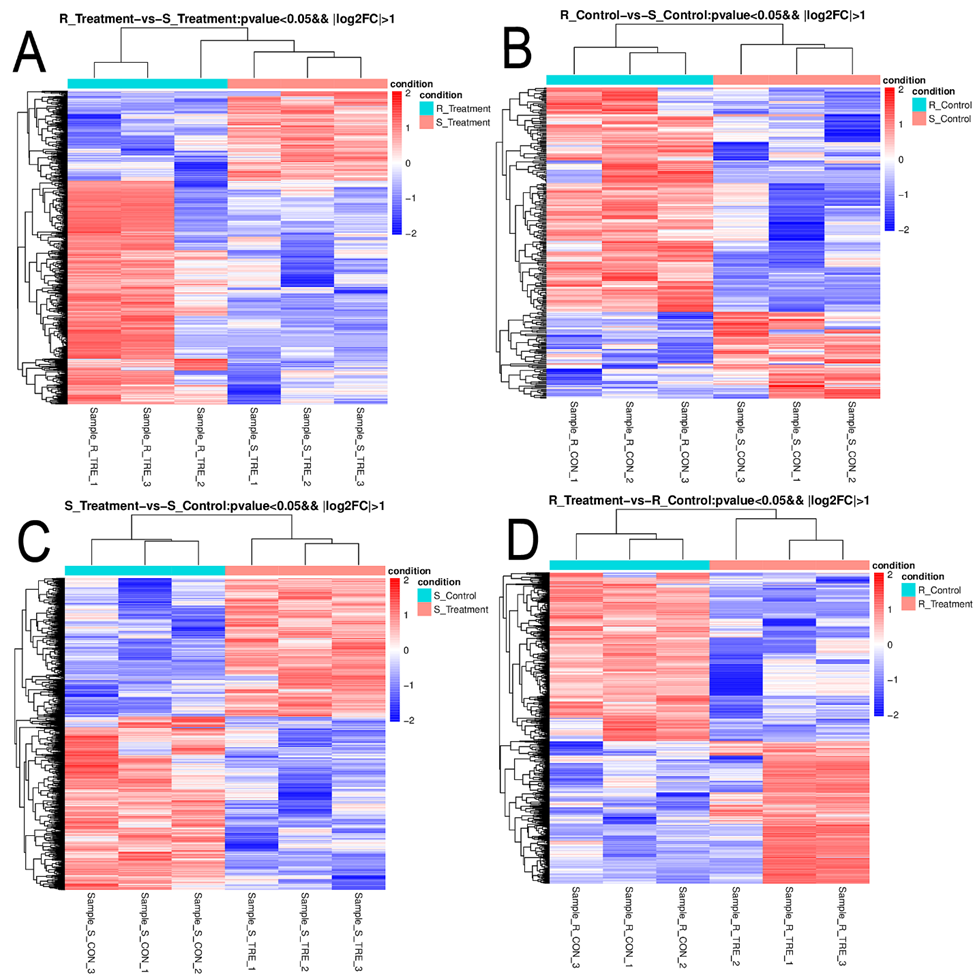 A
R_Treatment-vs-S_Treatment:pvalue<0.05&& |log2FC|>1
condition
2
1
0
-1
-2
condition
R_Treatment
S_Treatment
Sample_R_TRE_1
Sample_R_TRE_3
Sample_R_TRE_2
Sample_S_TRE_1
Sample_S_TRE_2
Sample_S_TRE_3
B
R_Control-vs-S_Control:pvalue<0.05&& |log2FC|>1
condition
2
1
0
-1
-2
condition
R_Control
S_Control
Sample_R_CON_1
Sample_R_CON_2
Sample_R_CON_3
Sample_S_CON_3
Sample_S_CON_1
Sample_S_CON_2
C
S_Treatment-vs-S_Control:pvalue<0.05&& |log2FC|>1
condition
2
1
0
-1
-2
condition
S_Control
S_Treatment
Sample_S_CON_3
Sample_S_CON_1
Sample_S_CON_2
Sample_S_TRE_1
Sample_S_TRE_2
Sample_S_TRE_3
D
R_Treatment-vs-R_Control:pvalue<0.05&& |log2FC|>1
condition
2
1
0
-1
-2
condition
R_Control
R_Treatment
Sample_R_CON_3
Sample_R_CON_1
Sample_R_CON_2
Sample_R_TRE_2
Sample_R_TRE_1
Sample_R_TRE_3